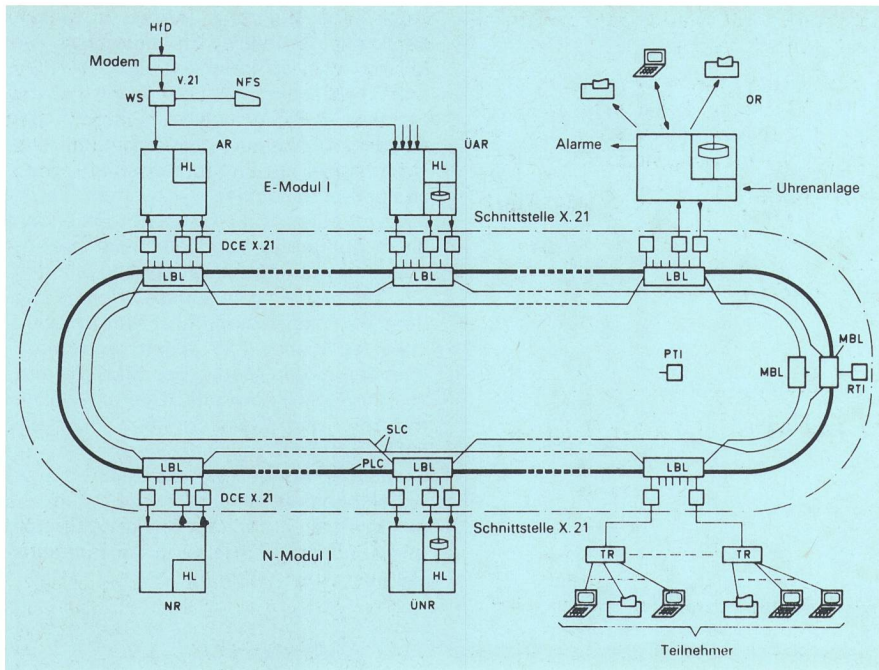 HfD
Modem
V.21
NFS
WS
OR
AR
ÜAR
Alarme
HL
HL
E-Modul I
Uhrenanlage
Schnittstelle X.21
DCE X.21
LBL
LBL
LBL
PTI
MBL
MBL
RTI
SLC
LBL
LBL
LBL
PLC
DCE X.21
Schnittstelle X.21
N-Modul I
TR
TR
HL
HL
NR
ÜNR
Teilnehmer